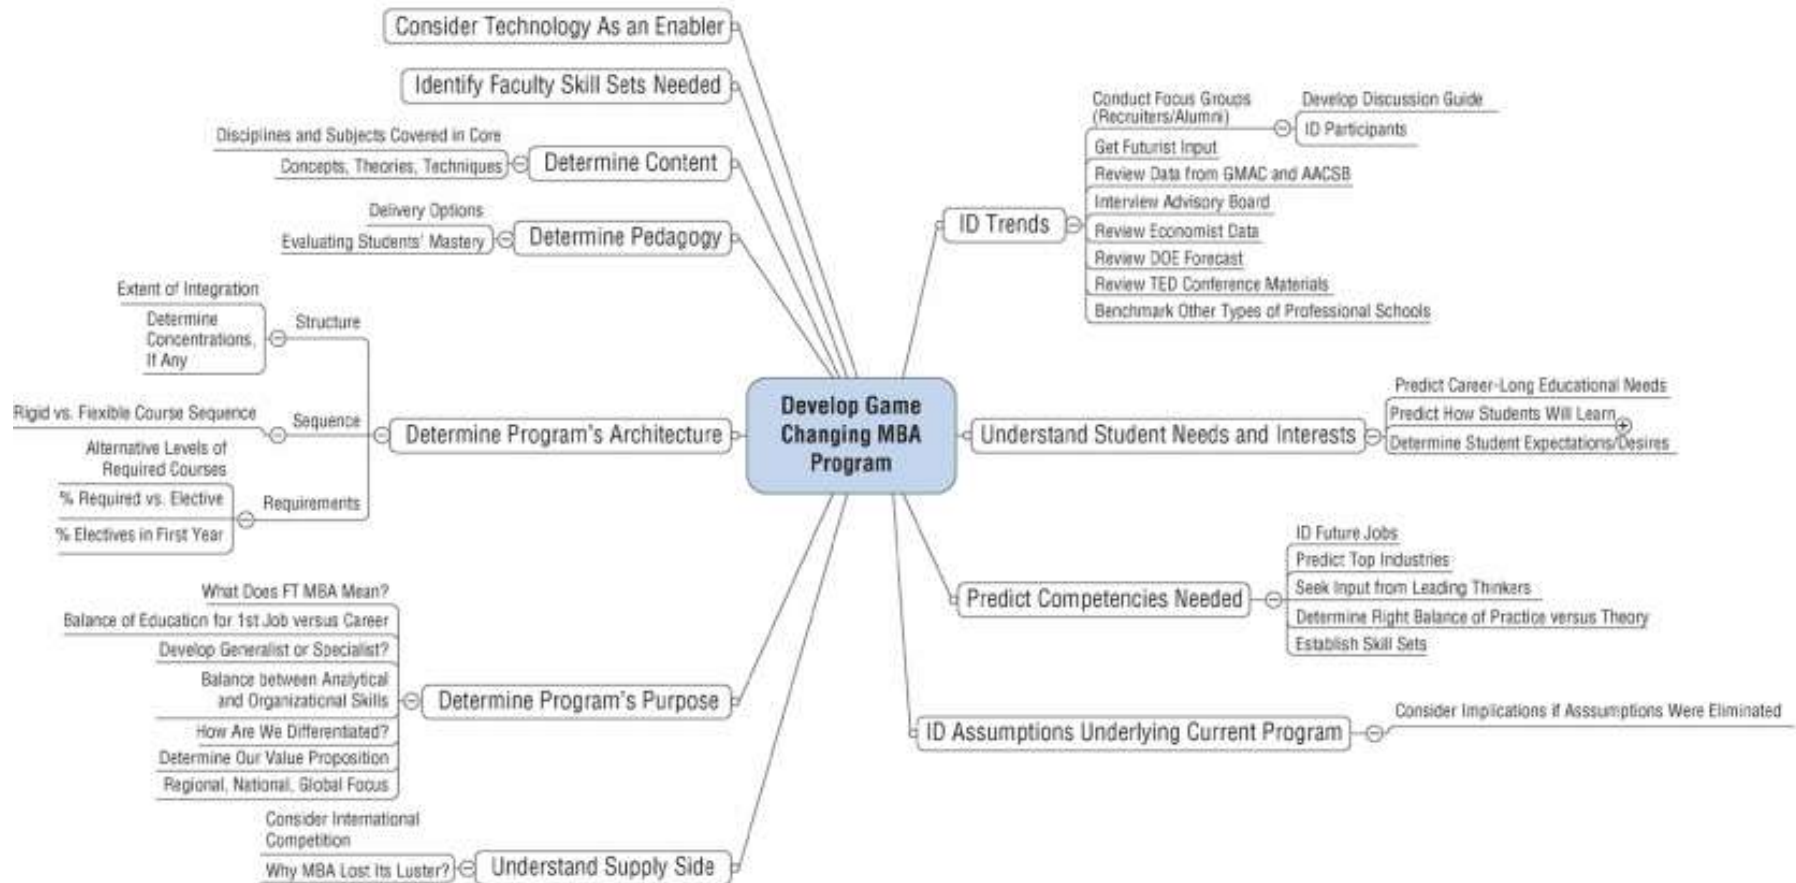 Consider Technology As an Enabler
Identify Faculty Skill Sets Needed
Disciplines and Subjects Covered in Core
Concepts, Theories, Techniques
Determine Content
Delivery Options
Evaluating Students' Mastery
Determine Pedagogy
Extent of Integration
Determine
Concentrations,
If Any
Structure
Rigid vs. Flexible Course Sequence
Sequence
Alternative Levels of
Required Courses
% Required vs. Elective
% Electives in First Year
Requirements
Determine Program's Architecture
What Does FT MBA Mean?
Balance of Education for 1st Job versus Career
Develop Generalist or Specialist?
Balance between Analytical
and Organizational Skills
How Are We Differentiated?
Determine Our Value Proposition
Regional, National, Global Focus
Determine Program's Purpose
Consider International
Competition
Why MBA Lost Its Luster?
Understand Supply Side
Develop Game
Changing MBA
Program
ID Trends
Conduct Focus Groups
(Recruiters/Alumni)
Develop Discussion Guide
ID Participants
Get Futurist Input
Review Data from GMAC and AACSB
Interview Advisory Board
Review Economist Data
Review DOE Forecast
Review TED Conference Materials
Benchmark Other Types of Professional Schools
Understand Student Needs and Interests
Predict Career-Long Educational Needs
Predict How Students Will Learn
Determine Student Expectations/Desires
Predict Competencies Needed
ID Future Jobs
Predict Top Industries
Seek Input from Leading Thinkers
Determine Right Balance of Practice versus Theory
Establish Skill Sets
ID Assumptions Underlying Current Program
Consider Implications if Asssumptions Were Eliminated